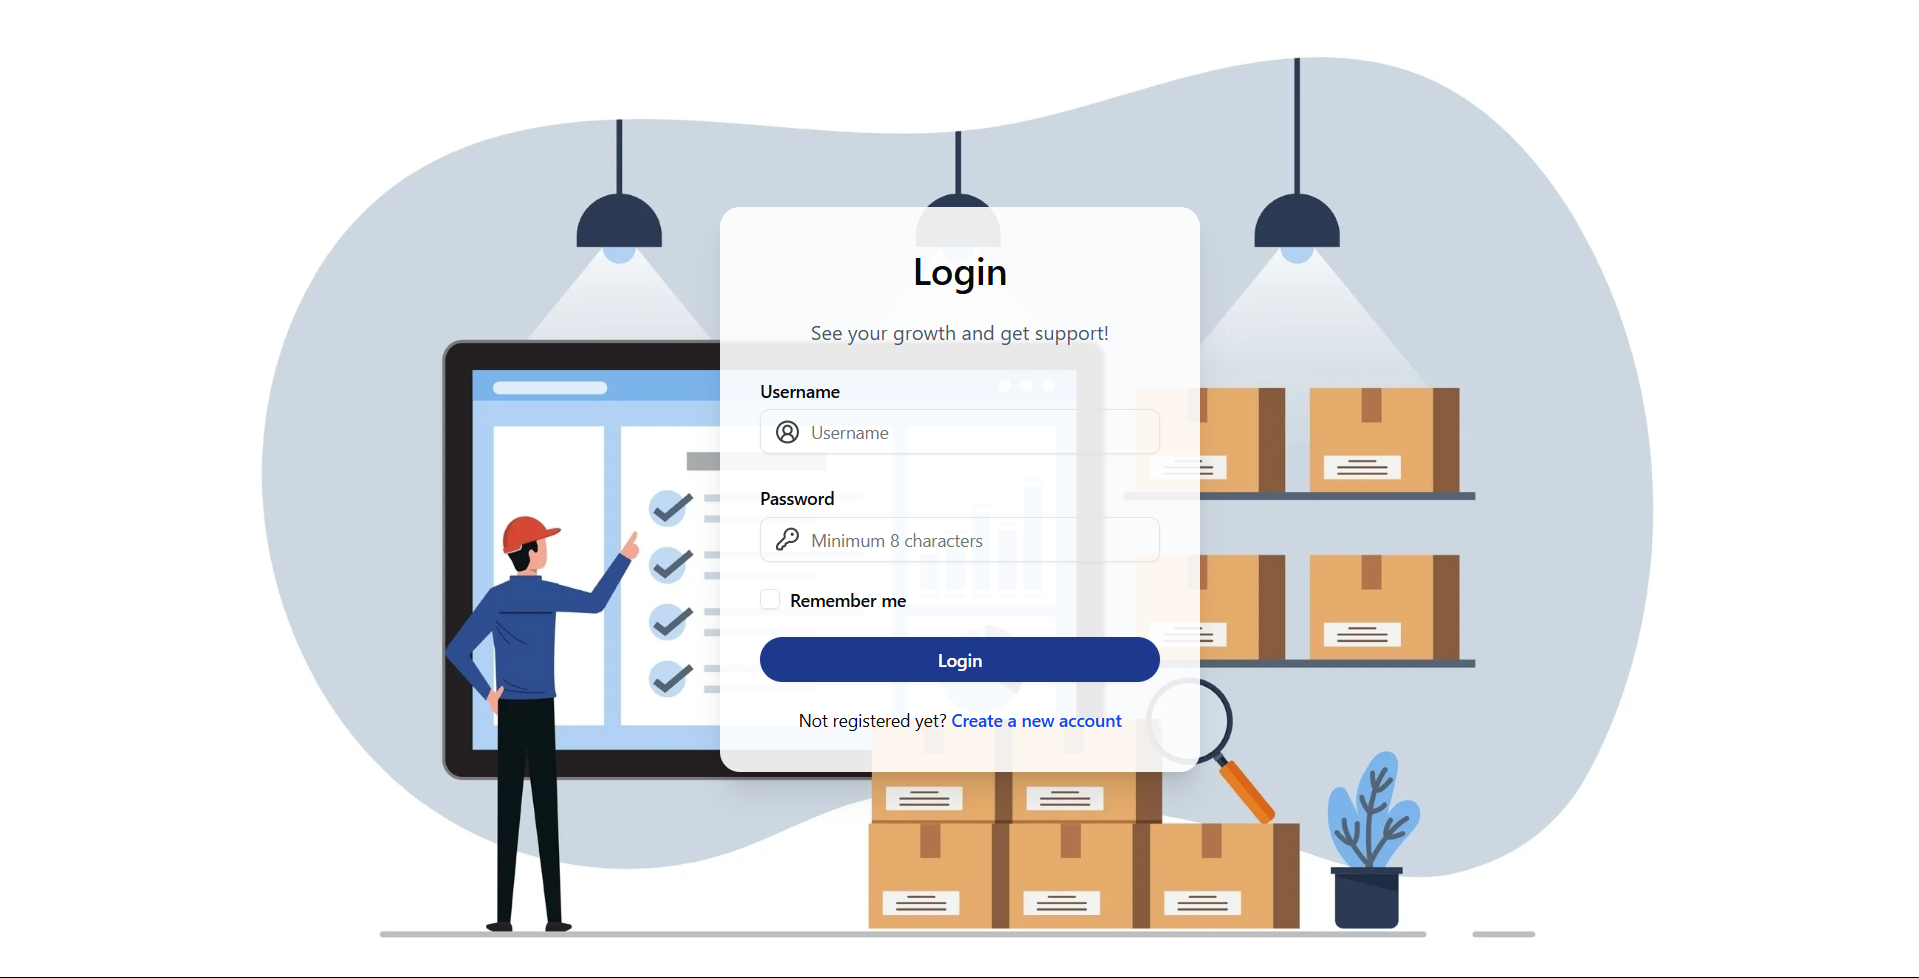 Login
See your growth and get support!
Username
Username
Password
Minimum 8 characters
Remember me
Login
Not registered yet? Create a new account